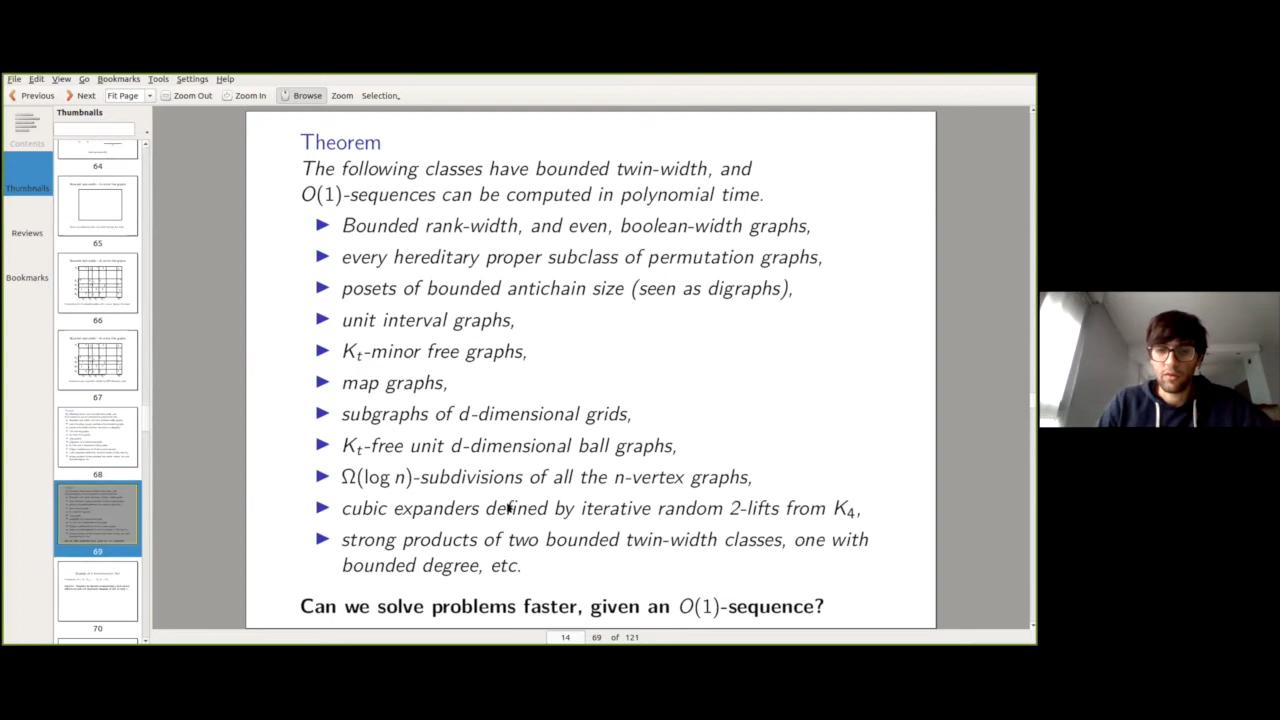 File Edit View Go Bookmarks Tools Settings Help
Previous Next Fit Page Zoom Out Zoom In Browse Zoom Selection
Thumbnails
Contents
Thumbnails
Reviews
Bookmarks
64
65
66
67
68
69
70
Theorem
The following classes have bounded twin-width, and
O(1)-sequences can be computed in polynomial time.
▶ Bounded rank-width, and even, boolean-width graphs,
▶ every hereditary proper subclass of permutation graphs,
▶ posets of bounded antichain size (seen as digraphs),
▶ unit interval graphs,
▶ Kt-minor free graphs,
▶ map graphs,
▶ subgraphs of d-dimensional grids,
▶ Kt-free unit d-dimensional ball graphs,
▶ Ω(log n)-subdivisions of all the n-vertex graphs,
▶ cubic expanders defined by iterative random 2-lifts from K4,
▶ strong products of two bounded twin-width classes, one with
bounded degree, etc.
Can we solve problems faster, given an O(1)-sequence?
14 69 of 121